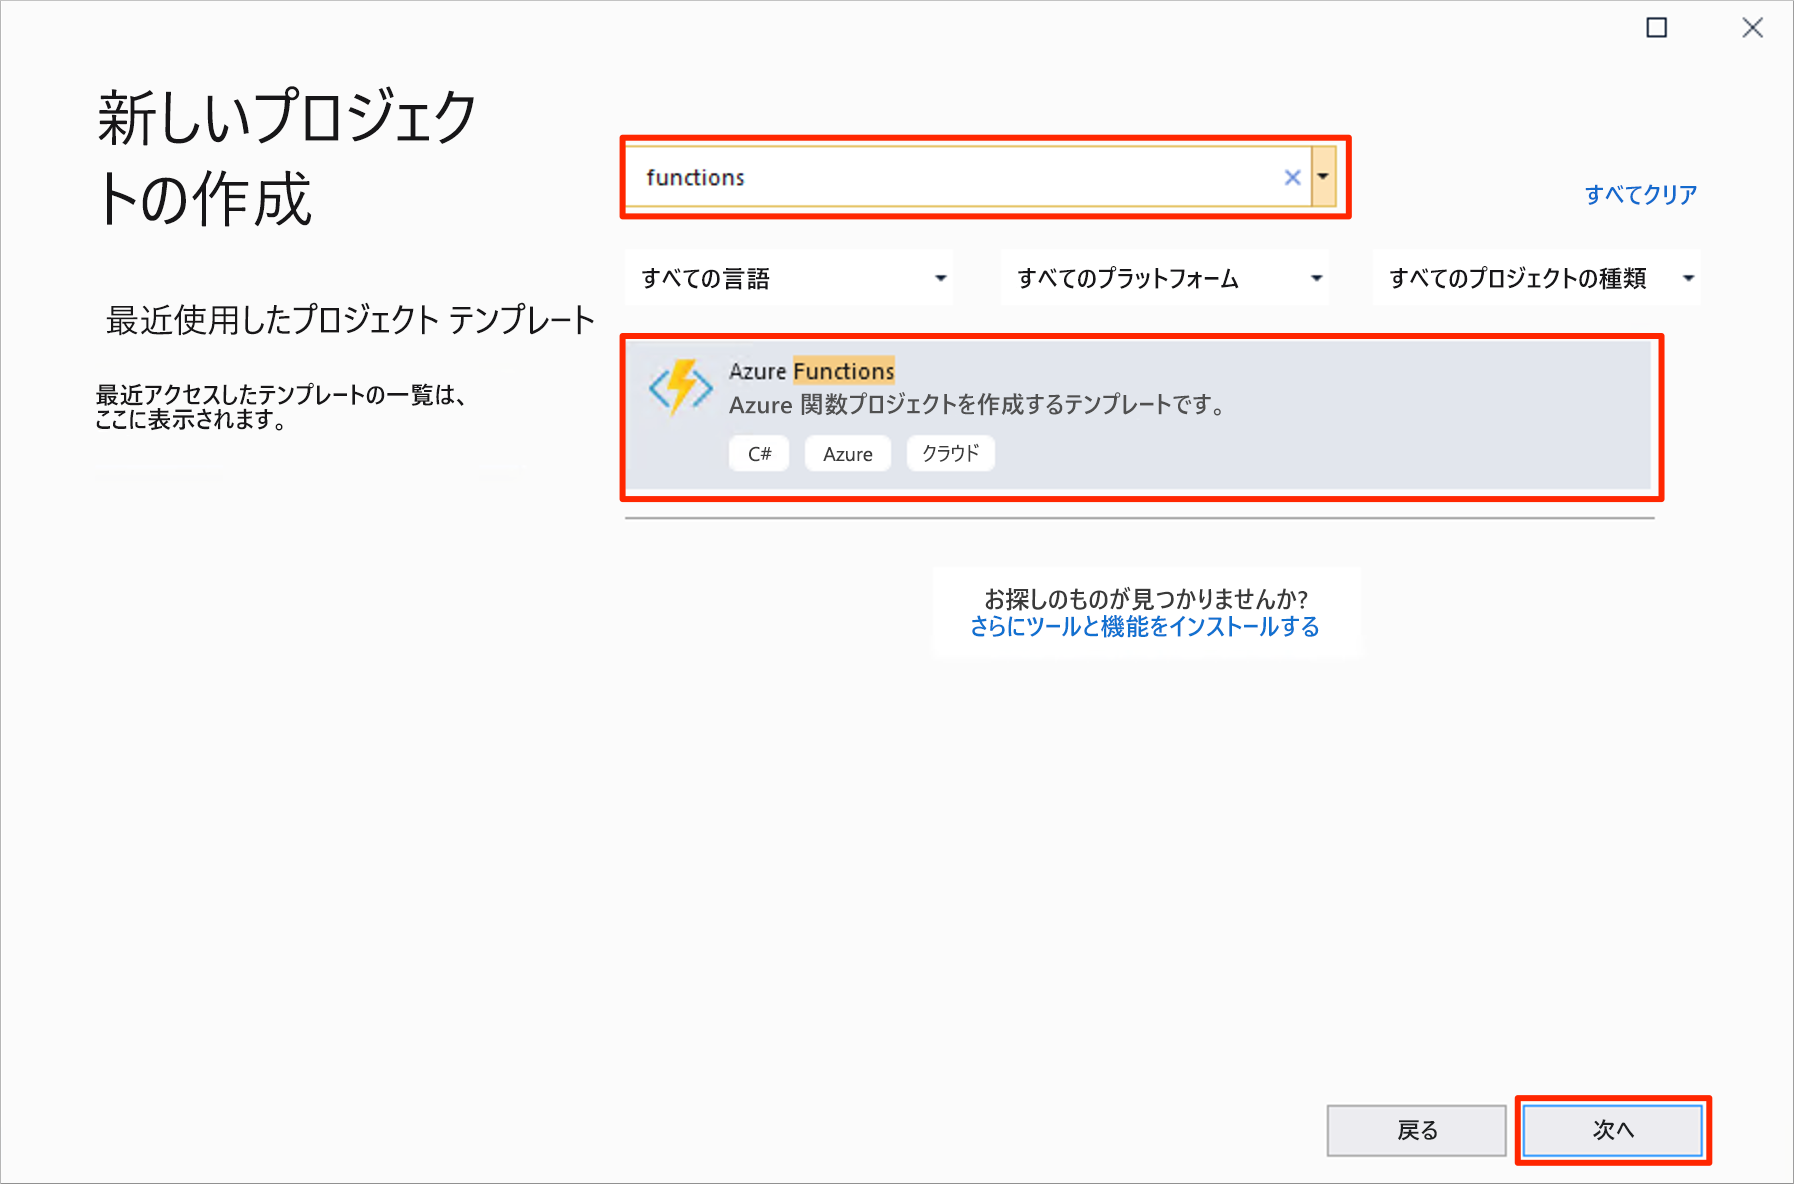 新しいプロジェク
トの作成
最近使用したプロジェクト テンプレート
最近アクセスしたテンプレートの一覧は、
ここに表示されます。
functions
すべてクリア
すべての言語
すべてのプラットフォーム
すべてのプロジェクトの種類
Azure Functions
Azure 関数プロジェクトを作成するテンプレートです。
C#
Azure
クラウド
お探しのものが見つかりませんか?
さらにツールと機能をインストールする
戻る
次へ